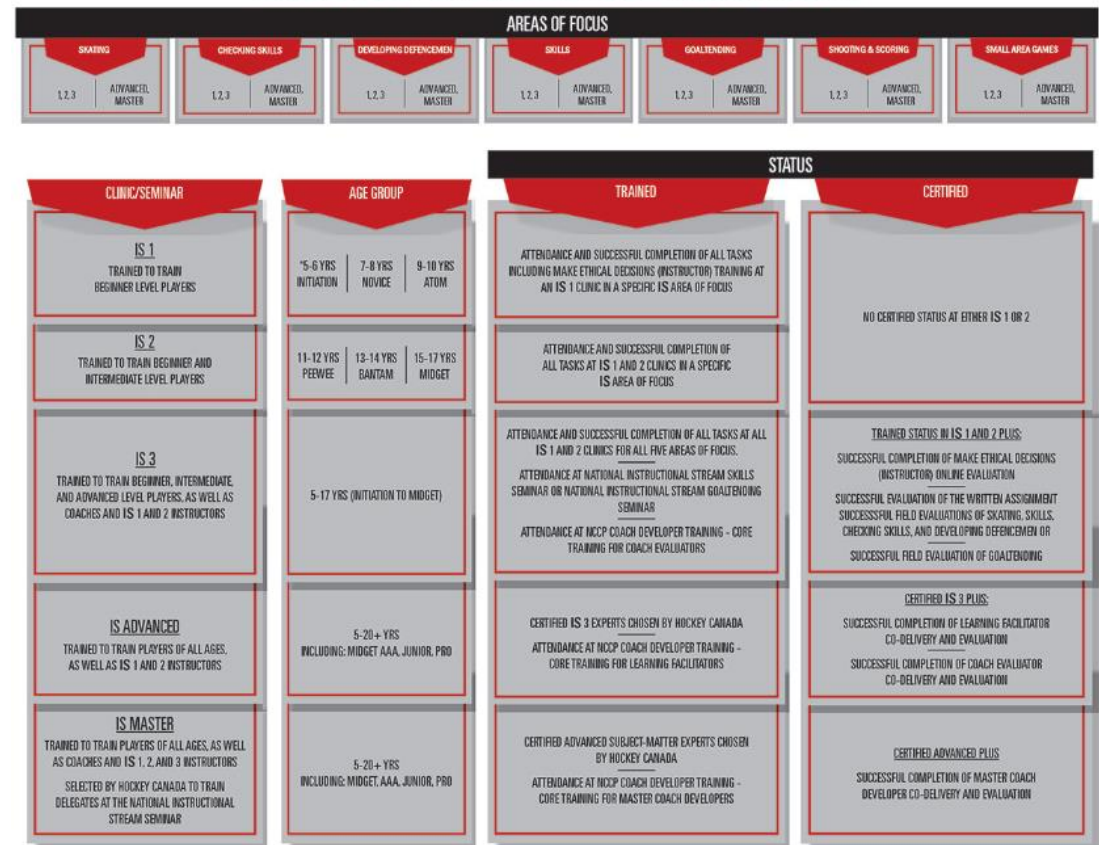 AREAS OF FOCUS
SKATING
1, 2, 3
ADVANCED,
MASTER
CHECKING SKILLS
1, 2, 3
ADVANCED,
MASTER
DEVELOPING DEFENCEMEN
1, 2, 3
ADVANCED,
MASTER
SKILLS
1, 2, 3
ADVANCED,
MASTER
GOALTENDING
1, 2, 3
ADVANCED,
MASTER
SHOOTING & SCORING
1, 2, 3
ADVANCED,
MASTER
SMALL AREA GAMES
1, 2, 3
ADVANCED,
MASTER
STATUS
CLINIC/SEMINAR
AGE GROUP
TRAINED
CERTIFIED
IS 1
TRAINED TO TRAIN
BEGINNER LEVEL PLAYERS
*5-6 YRS
INITIATION
7-8 YRS
NOVICE
9-10 YRS
ATOM
ATTENDANCE AND SUCCESSFUL COMPLETION OF ALL TASKS
INCLUDING MAKE ETHICAL DECISIONS (INSTRUCTOR) TRAINING AT
AN IS 1 CLINIC IN A SPECIFIC IS AREA OF FOCUS
NO CERTIFIED STATUS AT EITHER IS 1 OR 2
IS 2
TRAINED TO TRAIN BEGINNER AND
INTERMEDIATE LEVEL PLAYERS
11-12 YRS
PEEWEE
13-14 YRS
BANTAM
15-17 YRS
MIDGET
ATTENDANCE AND SUCCESSFUL COMPLETION OF
ALL TASKS AT IS 1 AND 2 CLINICS IN A SPECIFIC
IS AREA OF FOCUS
IS 3
TRAINED TO TRAIN BEGINNER, INTERMEDIATE,
AND ADVANCED LEVEL PLAYERS, AS WELL AS
COACHES AND IS 1 AND 2 INSTRUCTORS
5-17 YRS (INITIATION TO MIDGET)
ATTENDANCE AND SUCCESSFUL COMPLETION OF ALL TASKS AT ALL
IS 1 AND 2 CLINICS FOR ALL FIVE AREAS OF FOCUS.
ATTENDANCE AT NATIONAL INSTRUCTIONAL STREAM SKILLS
SEMINAR OR NATIONAL INSTRUCTIONAL STREAM GOALTENDING
SEMINAR
ATTENDANCE AT NCCP COACH DEVELOPER TRAINING - CORE
TRAINING FOR COACH EVALUATORS
TRAINED STATUS IN IS 1 AND 2 PLUS:
SUCCESSFUL COMPLETION OF MAKE ETHICAL DECISIONS
(INSTRUCTOR) ONLINE EVALUATION
SUCCESSFUL EVALUATION OF THE WRITTEN ASSIGNMENT
SUCCESSSFUL FIELD EVALUATIONS OF SKATING, SKILLS,
CHECKING SKILLS, AND DEVELOPING DEFENCEMEN OR
SUCCESSFUL FIELD EVALUATION OF GOALTENDING
IS ADVANCED
TRAINED TO TRAIN PLAYERS OF ALL AGES,
AS WELL AS IS 1 AND 2 INSTRUCTORS
5-20+ YRS
INCLUDING: MIDGET AAA, JUNIOR, PRO
CERTIFIED IS 3 EXPERTS CHOSEN BY HOCKEY CANADA
ATTENDANCE AT NCCP COACH DEVELOPER TRAINING -
CORE TRAINING FOR LEARNING FACILITATORS
CERTIFIED IS 3 PLUS:
SUCCESSFUL COMPLETION OF LEARNING FACILITATOR
CO-DELIVERY AND EVALUATION
SUCCESSFUL COMPLETION OF COACH EVALUATOR
CO-DELIVERY AND EVALUATION
IS MASTER
TRAINED TO TRAIN PLAYERS OF ALL AGES, AS WELL
AS COACHES AND IS 1, 2, AND 3 INSTRUCTORS
SELECTED BY HOCKEY CANADA TO TRAIN
DELEGATES AT THE NATIONAL INSTRUCTIONAL
STREAM SEMINAR
5-20+ YRS
INCLUDING: MIDGET, AAA, JUNIOR, PRO
CERTIFIED ADVANCED SUBJECT-MATTER EXPERTS CHOSEN
BY HOCKEY CANADA
ATTENDANCE AT NCCP COACH DEVELOPER TRAINING -
CORE TRAINING FOR MASTER COACH DEVELOPERS
CERTIFIED ADVANCED PLUS
SUCCESSFUL COMPLETION OF MASTER COACH
DEVELOPER CO-DELIVERY AND EVALUATION